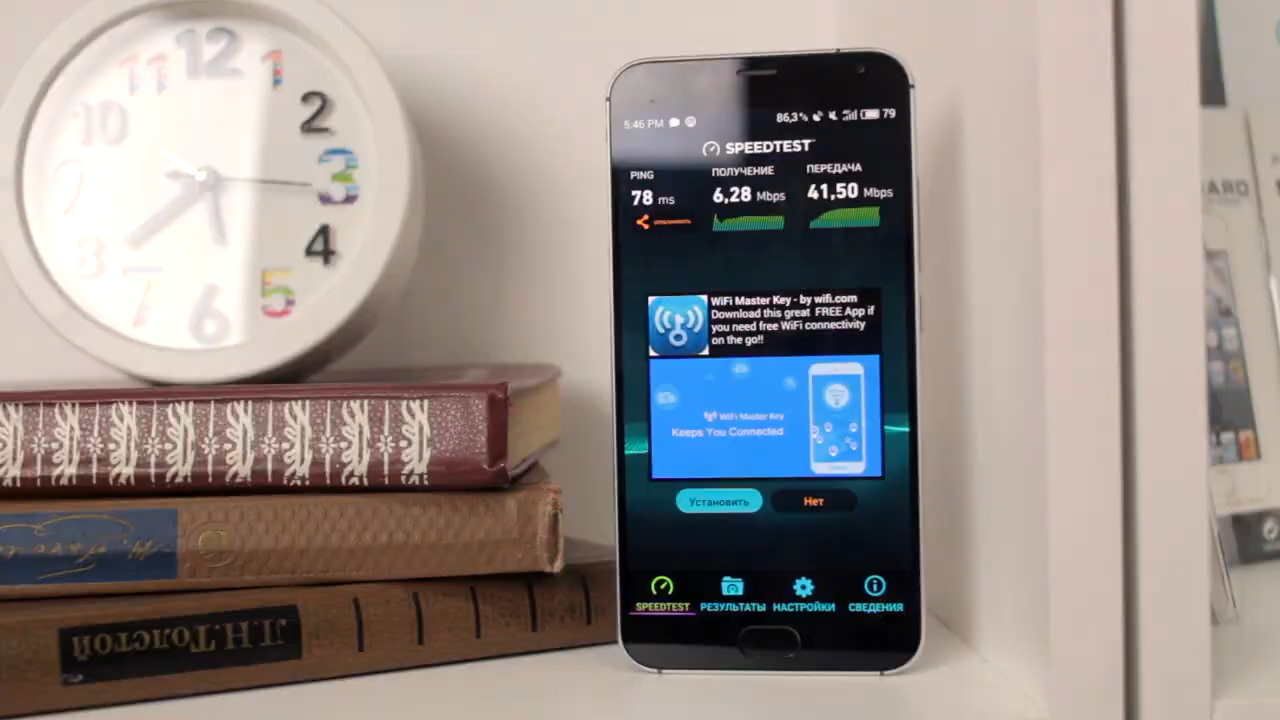 12
11
1
10
2
3
8
4
7
5
6
5:46 PM
86,3%
79
SPEEDTEST
PING
ПОЛУЧЕНИЕ
ПЕРЕДАЧА
78 ms
6,28 Mbps
41,50 Mbps
WiFi Master Key - by wifi.com
Download this great FREE App if
you need free WiFi connectivity
on the go!!
WiFi Master Key
Keeps You Connected
Установить
Нет
SPEEDTEST
РЕЗУЛЬТАТЫ
НАСТРОЙКИ
СВЕДЕНИЯ
Л.Н.Толстой